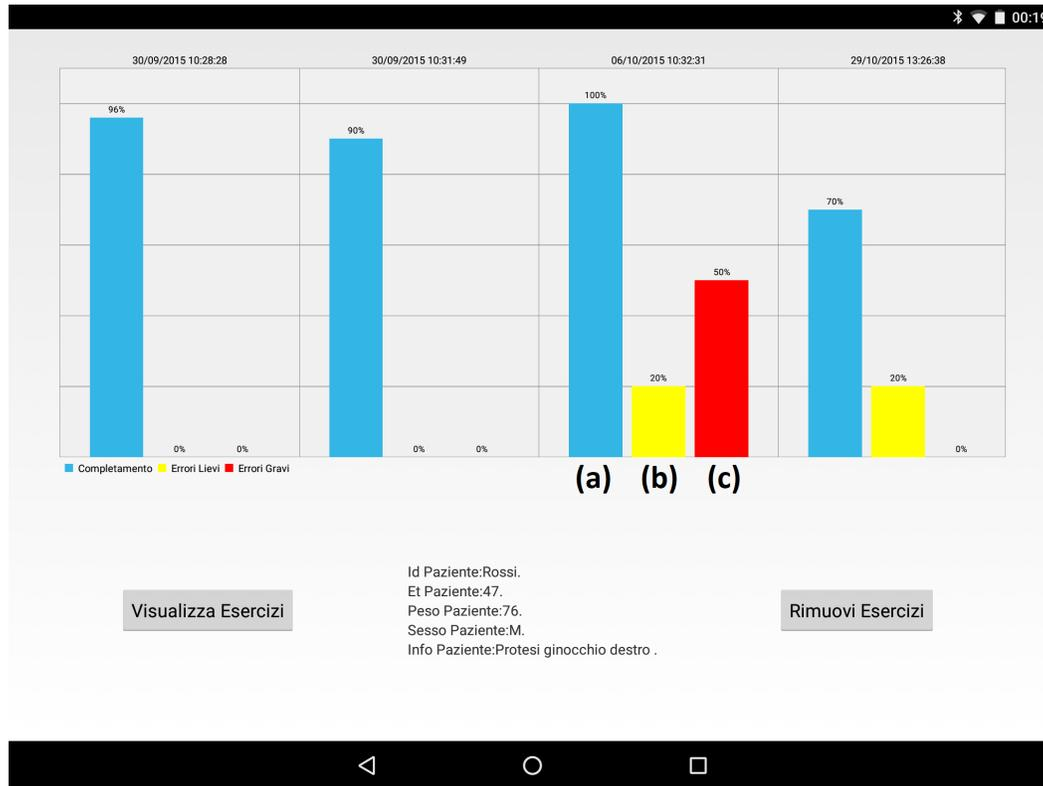 00:19
30/09/2015 10:28:28 30/09/2015 10:31:49 06/10/2015 10:32:31 29/10/2015 13:26:38
100%
96%
90%
70%
50%
20% 20%
0% 0% 0% 0% 0%
Completamento Errori Lievi Errori Gravi
(a) (b) (c)
Id Paziente:Rossi.
Et Paziente:47.
Peso Paziente:76.
Sesso Paziente:M.
Info Paziente:Protesi ginocchio destro .
Visualizza Esercizi
Rimuovi Esercizi